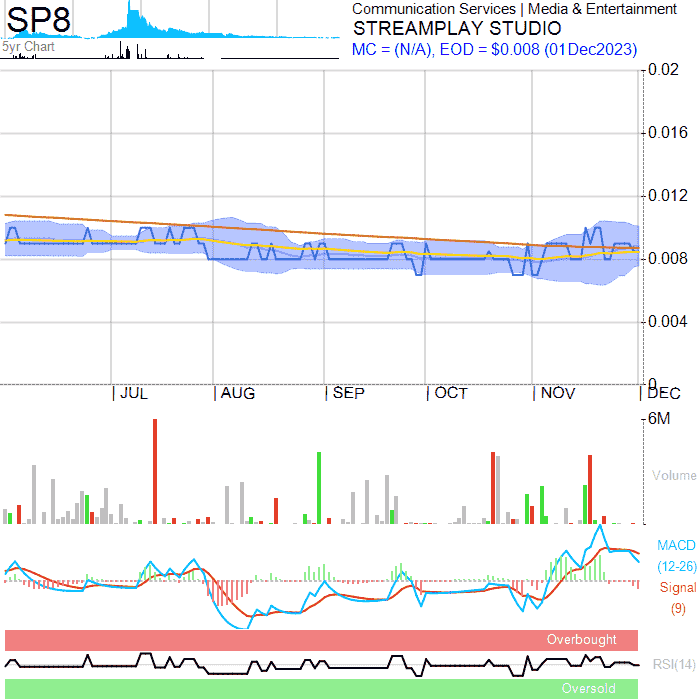 SP8
5yr Chart
Communication Services | Media & Entertainment
STREAMPLAY STUDIO
MC = (N/A), EOD = $0.008 (01Dec2023)
0.02
0.016
0.012
0.008
0.004
0
JUL AUG SEP OCT NOV DEC
6M
Volume
MACD
(12-26)
Signal
(9)
Overbought
RSI(14)
Oversold